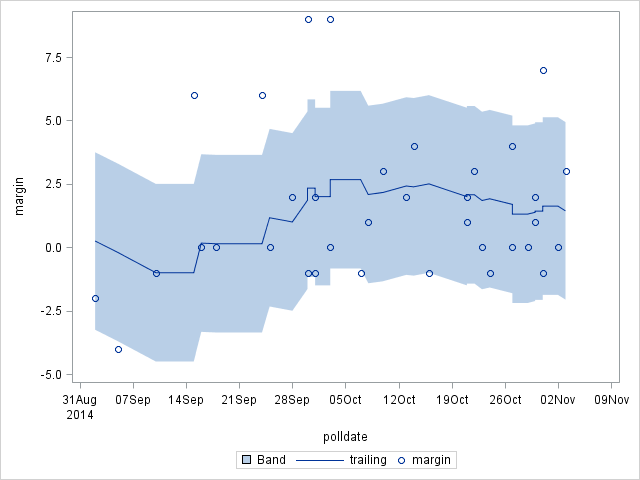 7.5
5.0
margin
2.5
0.0
-2.5
-5.0
31Aug 07Sep 14Sep 21Sep 28Sep 05Oct 12Oct 19Oct 26Oct 02Nov 09Nov
2014
polldate
Band trailing margin